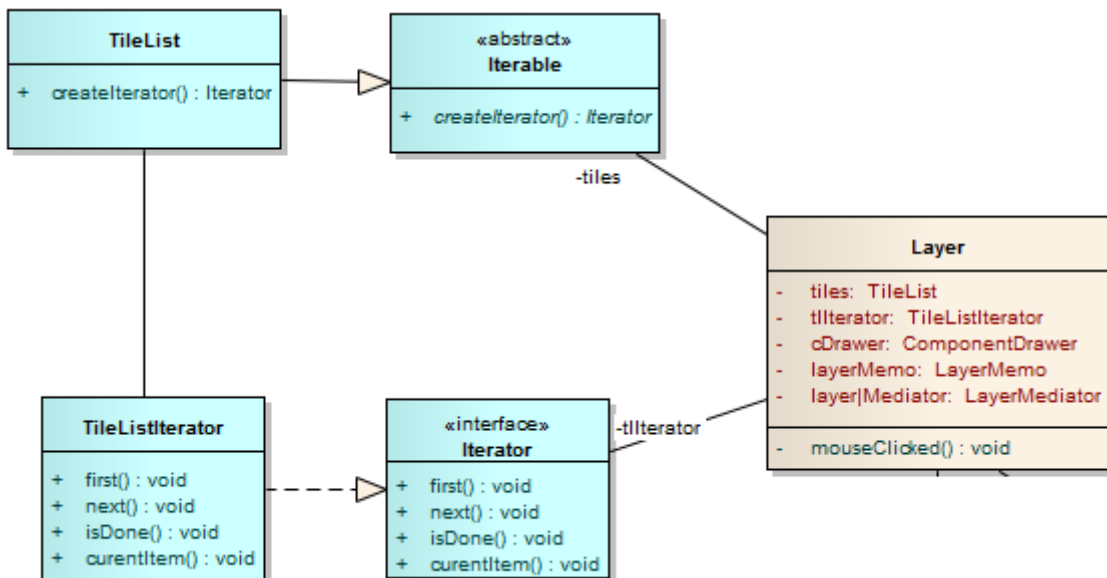 TileList
+ createIterator() : Iterator
«abstract»
Iterable
+ createIterator() : Iterator
-tiles
Layer
- tiles: TileList
- tlIterator: TileListIterator
- cDrawer: ComponentDrawer
- layerMemo: LayerMemo
- layer|Mediator: LayerMediator
- mouseClicked() : void
TileListIterator
+ first() : void
+ next() : void
+ isDone() : void
+ curentItem() : void
«interface»
Iterator
+ first() : void
+ next() : void
+ isDone() : void
+ curentItem() : void
-tlIterator